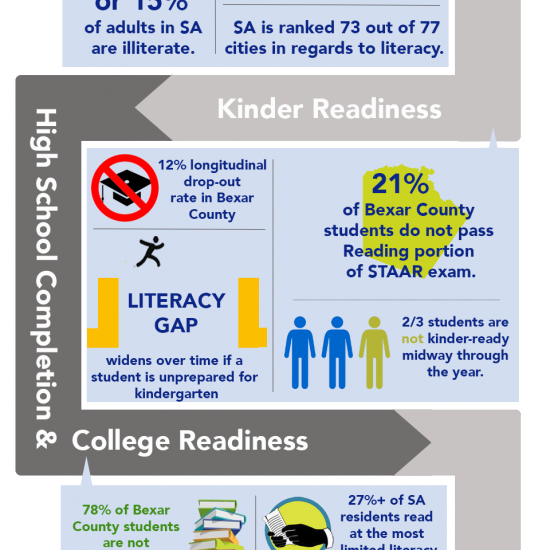 or 15%
of adults in SA
are illiterate.
SA is ranked 73 out of 77
cities in regards to literacy.
Kinder Readiness
12% longitudinal
drop-out
rate in Bexar
County
21%
of Bexar County
students do not pass
Reading portion
of STAAR exam.
LITERACY
GAP
widens over time if a
student is unprepared for
kindergarten
2/3 students are
not kinder-ready
midway through
the year.
High School Completion &
College Readiness
78% of Bexar
County students
are not
27%+ of SA
residents read
at the most
limited literacy